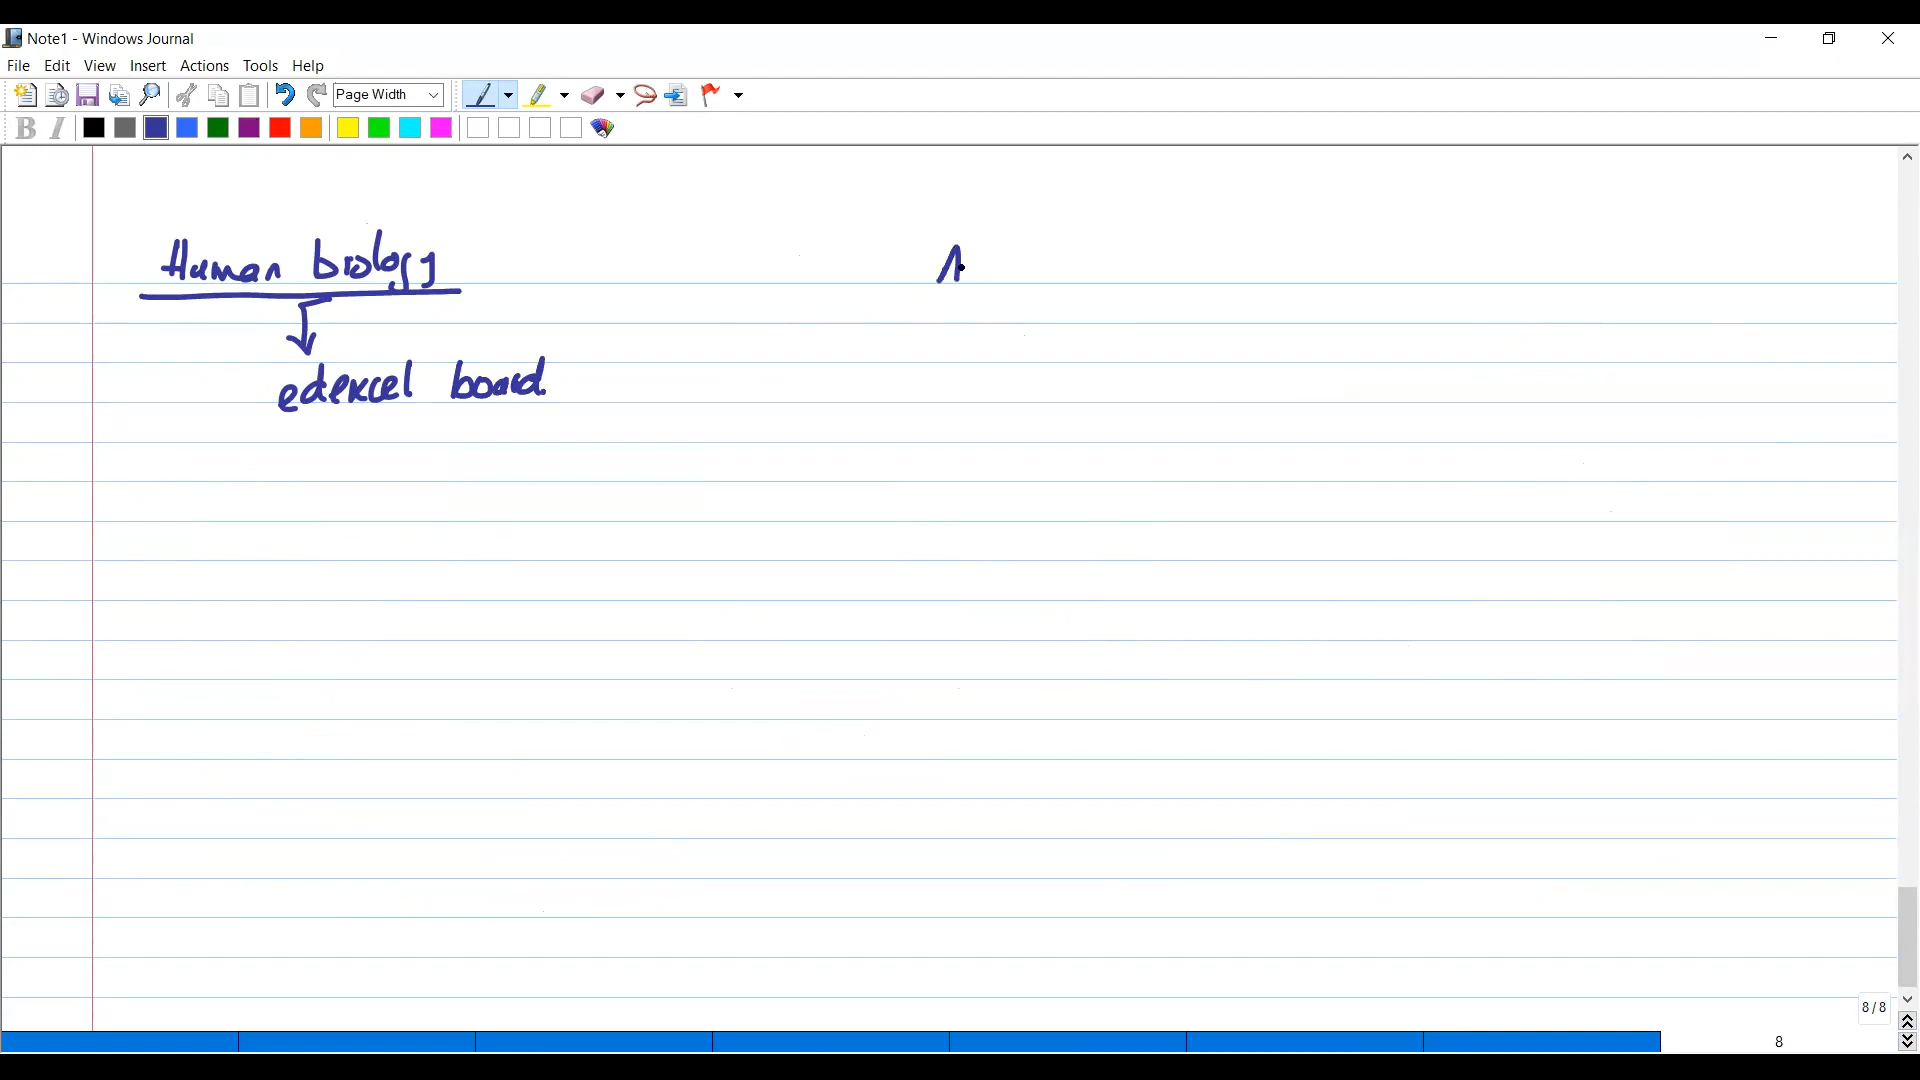 Note1 - Windows Journal
File Edit View Insert Actions Tools Help
Page Width
B I
Human biology
edexcel board.
8 / 8
8